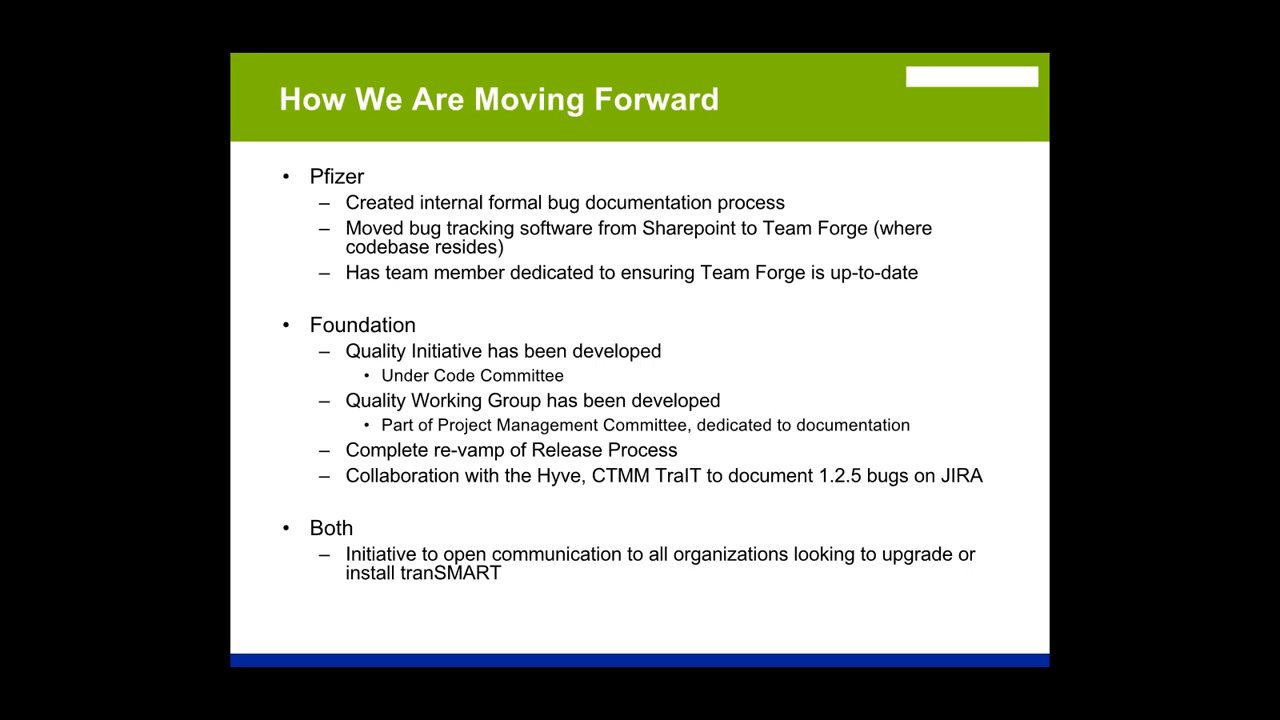 How We Are Moving Forward
• Pfizer
– Created internal formal bug documentation process
– Moved bug tracking software from Sharepoint to Team Forge (where
codebase resides)
– Has team member dedicated to ensuring Team Forge is up-to-date
• Foundation
– Quality Initiative has been developed
• Under Code Committee
– Quality Working Group has been developed
• Part of Project Management Committee, dedicated to documentation
– Complete re-vamp of Release Process
– Collaboration with the Hyve, CTMM TraIT to document 1.2.5 bugs on JIRA
• Both
– Initiative to open communication to all organizations looking to upgrade or
install tranSMART